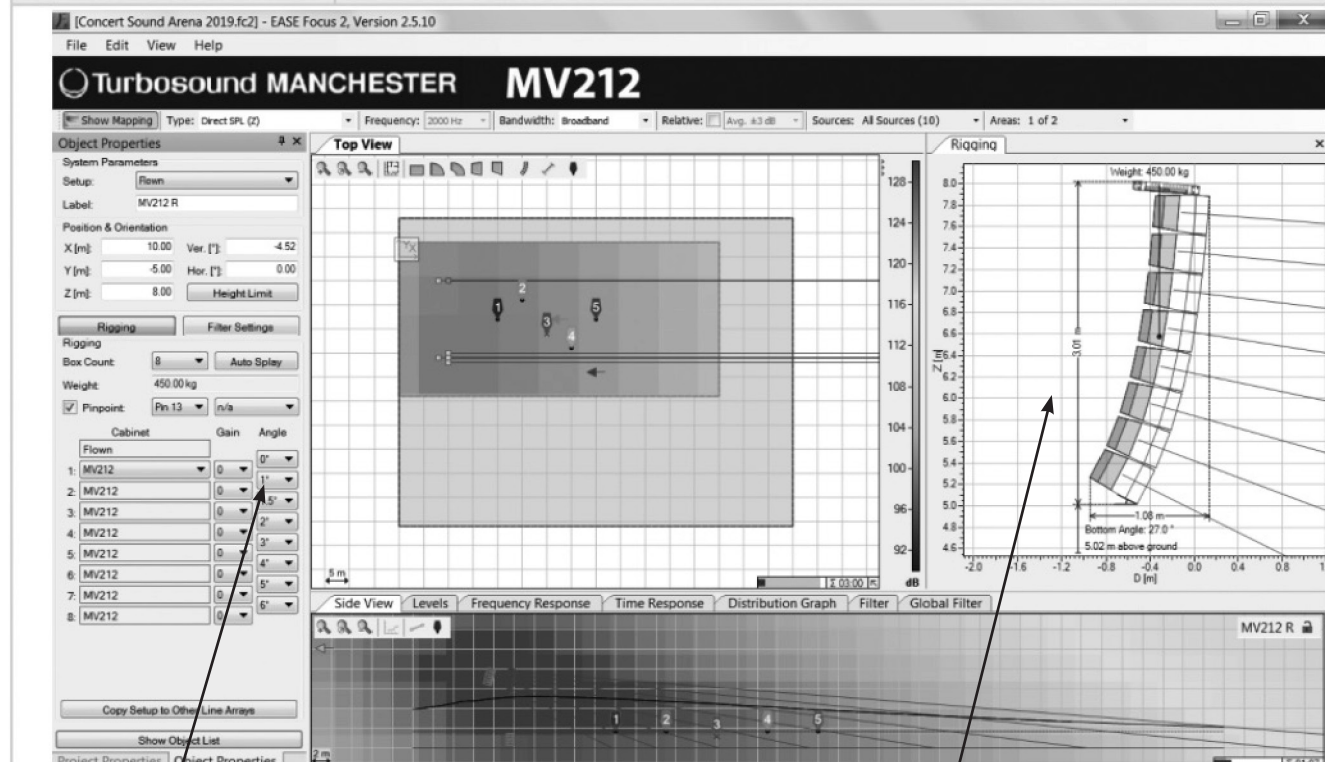 [Concert Sound Arena 2019.fc2] - EASE Focus 2, Version 2.5.10
File Edit View Help
Turbosound MANCHESTER MV212
Show Mapping Type: Direct SPL (Z) Frequency: 2000 Hz Bandwidth: Broadband Relative: Avg. ±3 dB Sources: All Sources (10) Areas: 1 of 2
Object Properties
System Parameters
Setup: Flown
Label: MV212 R
Position & Orientation
X [m]: 10.00 Ver. [°]: -4.52
Y [m]: -5.00 Hor. [°]: 0.00
Z [m]: 8.00 Height Limit
Rigging Filter Settings
Rigging
Box Count: 8 Auto Splay
Weight: 450.00 kg
Pinpoint: Pin 13 n/a
Cabinet Gain Angle
Flown
0°
1: MV212 0
1°
2: MV212 0
3: MV212 0
2°
4: MV212 0
3°
5: MV212 0
4°
6: MV212 0
5°
7: MV212 0
6°
8: MV212 0
Copy Setup to Other Line Arrays
Show Object List
Project Properties Object Properties
Top View
YX
1
2
3
4
5
5 m
Σ 03:00
128
124
120
116
112
108
104
100
96
92
dB
Rigging
Weight: 450.00 kg
8.0
7.8
7.6
7.4
7.2
7.0
6.8
6.6
6.4
6.2
6.0
5.8
5.6
5.4
5.2
5.0
4.8
4.6
Z [m]
3.01 m
1.08 m
Bottom Angle: 27.0 °
5.02 m above ground
-2.0 -1.6 -1.2 -0.8 -0.4 0.0 0.4 0.8
D [m]
Side View Levels Frequency Response Time Response Distribution Graph Filter Global Filter
MV212 R
1 2 3 4 5
2 m